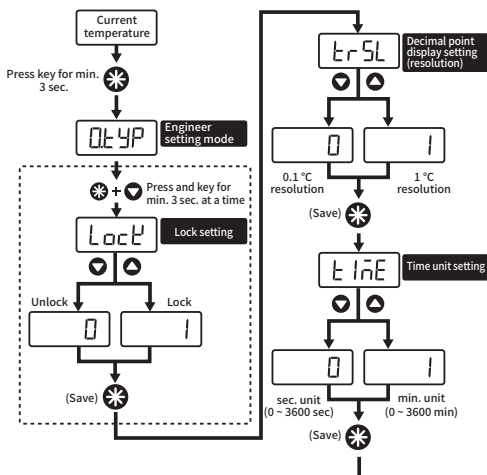 Current
temperature
Press key for min.
3 sec.
O.tYP
Engineer
setting mode
+
Press and key for
min. 3 sec. at a time
LocK
Lock setting
Unlock
Lock
0
1
(Save)
trSL
Decimal point
display setting
(resolution)
0
1
0.1 °C
resolution
1 °C
resolution
(Save)
tImE
Time unit setting
0
1
sec. unit
(0 ~ 3600 sec)
min. unit
(0 ~ 3600 min)
(Save)